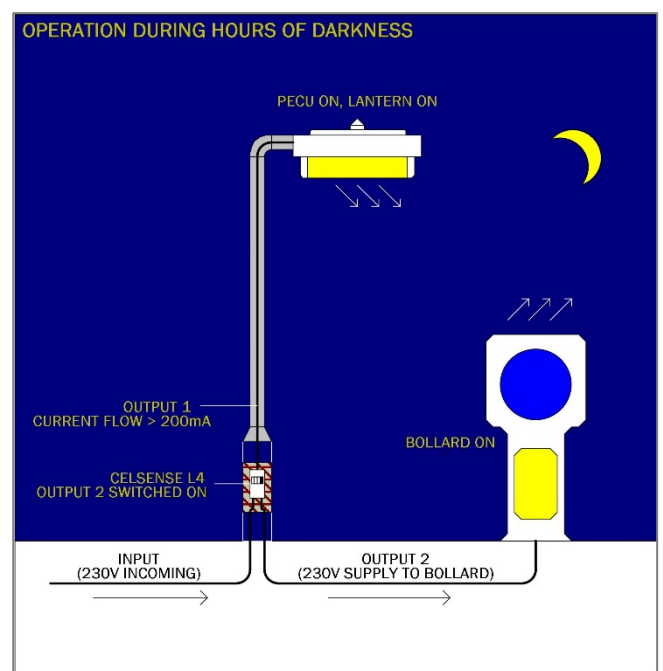 OPERATION DURING HOURS OF DARKNESS
PECU ON, LANTERN ON
OUTPUT 1
CURRENT FLOW > 200mA
BOLLARD ON
CELSENSE L4
OUTPUT 2 SWITCHED ON
INPUT
(230V INCOMING)
OUTPUT 2
(230V SUPPLY TO BOLLARD)